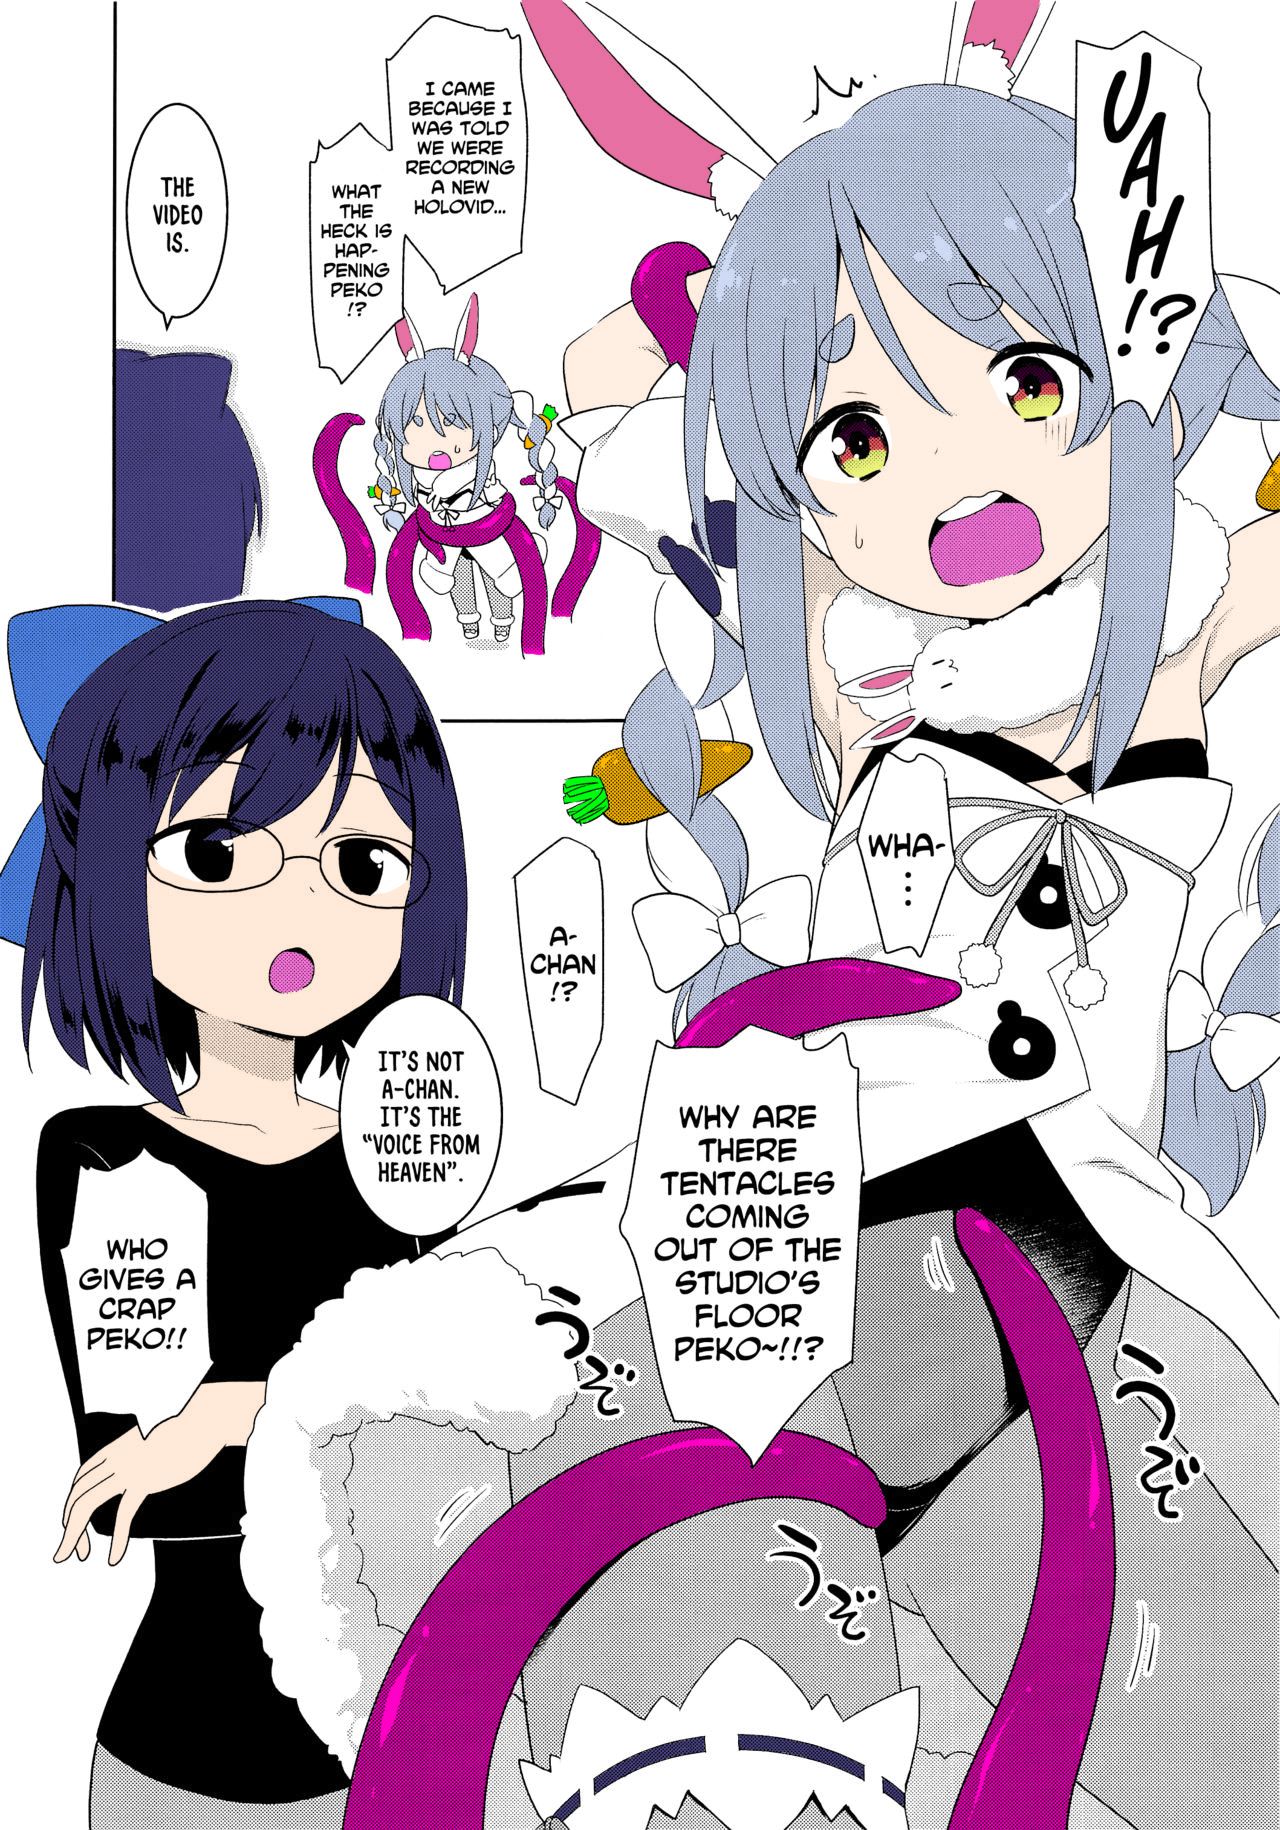 UAH!?
I CAME
BECAUSE I
WAS TOLD
WE WERE
RECORDING
A NEW
HOLOVID...
WHAT
THE
HECK IS
HAP-
PENING
PEKO
!?
THE
VIDEO
IS.
WHA-
...
A-
CHAN
!?
IT'S NOT
A-CHAN.
IT'S THE
"VOICE FROM
HEAVEN".
WHY ARE
THERE
TENTACLES
COMING
OUT OF THE
STUDIO'S
FLOOR
PEKO~!!?
WHO
GIVES A
CRAP
PEKO!!
うぞ
うぞ
うぞ